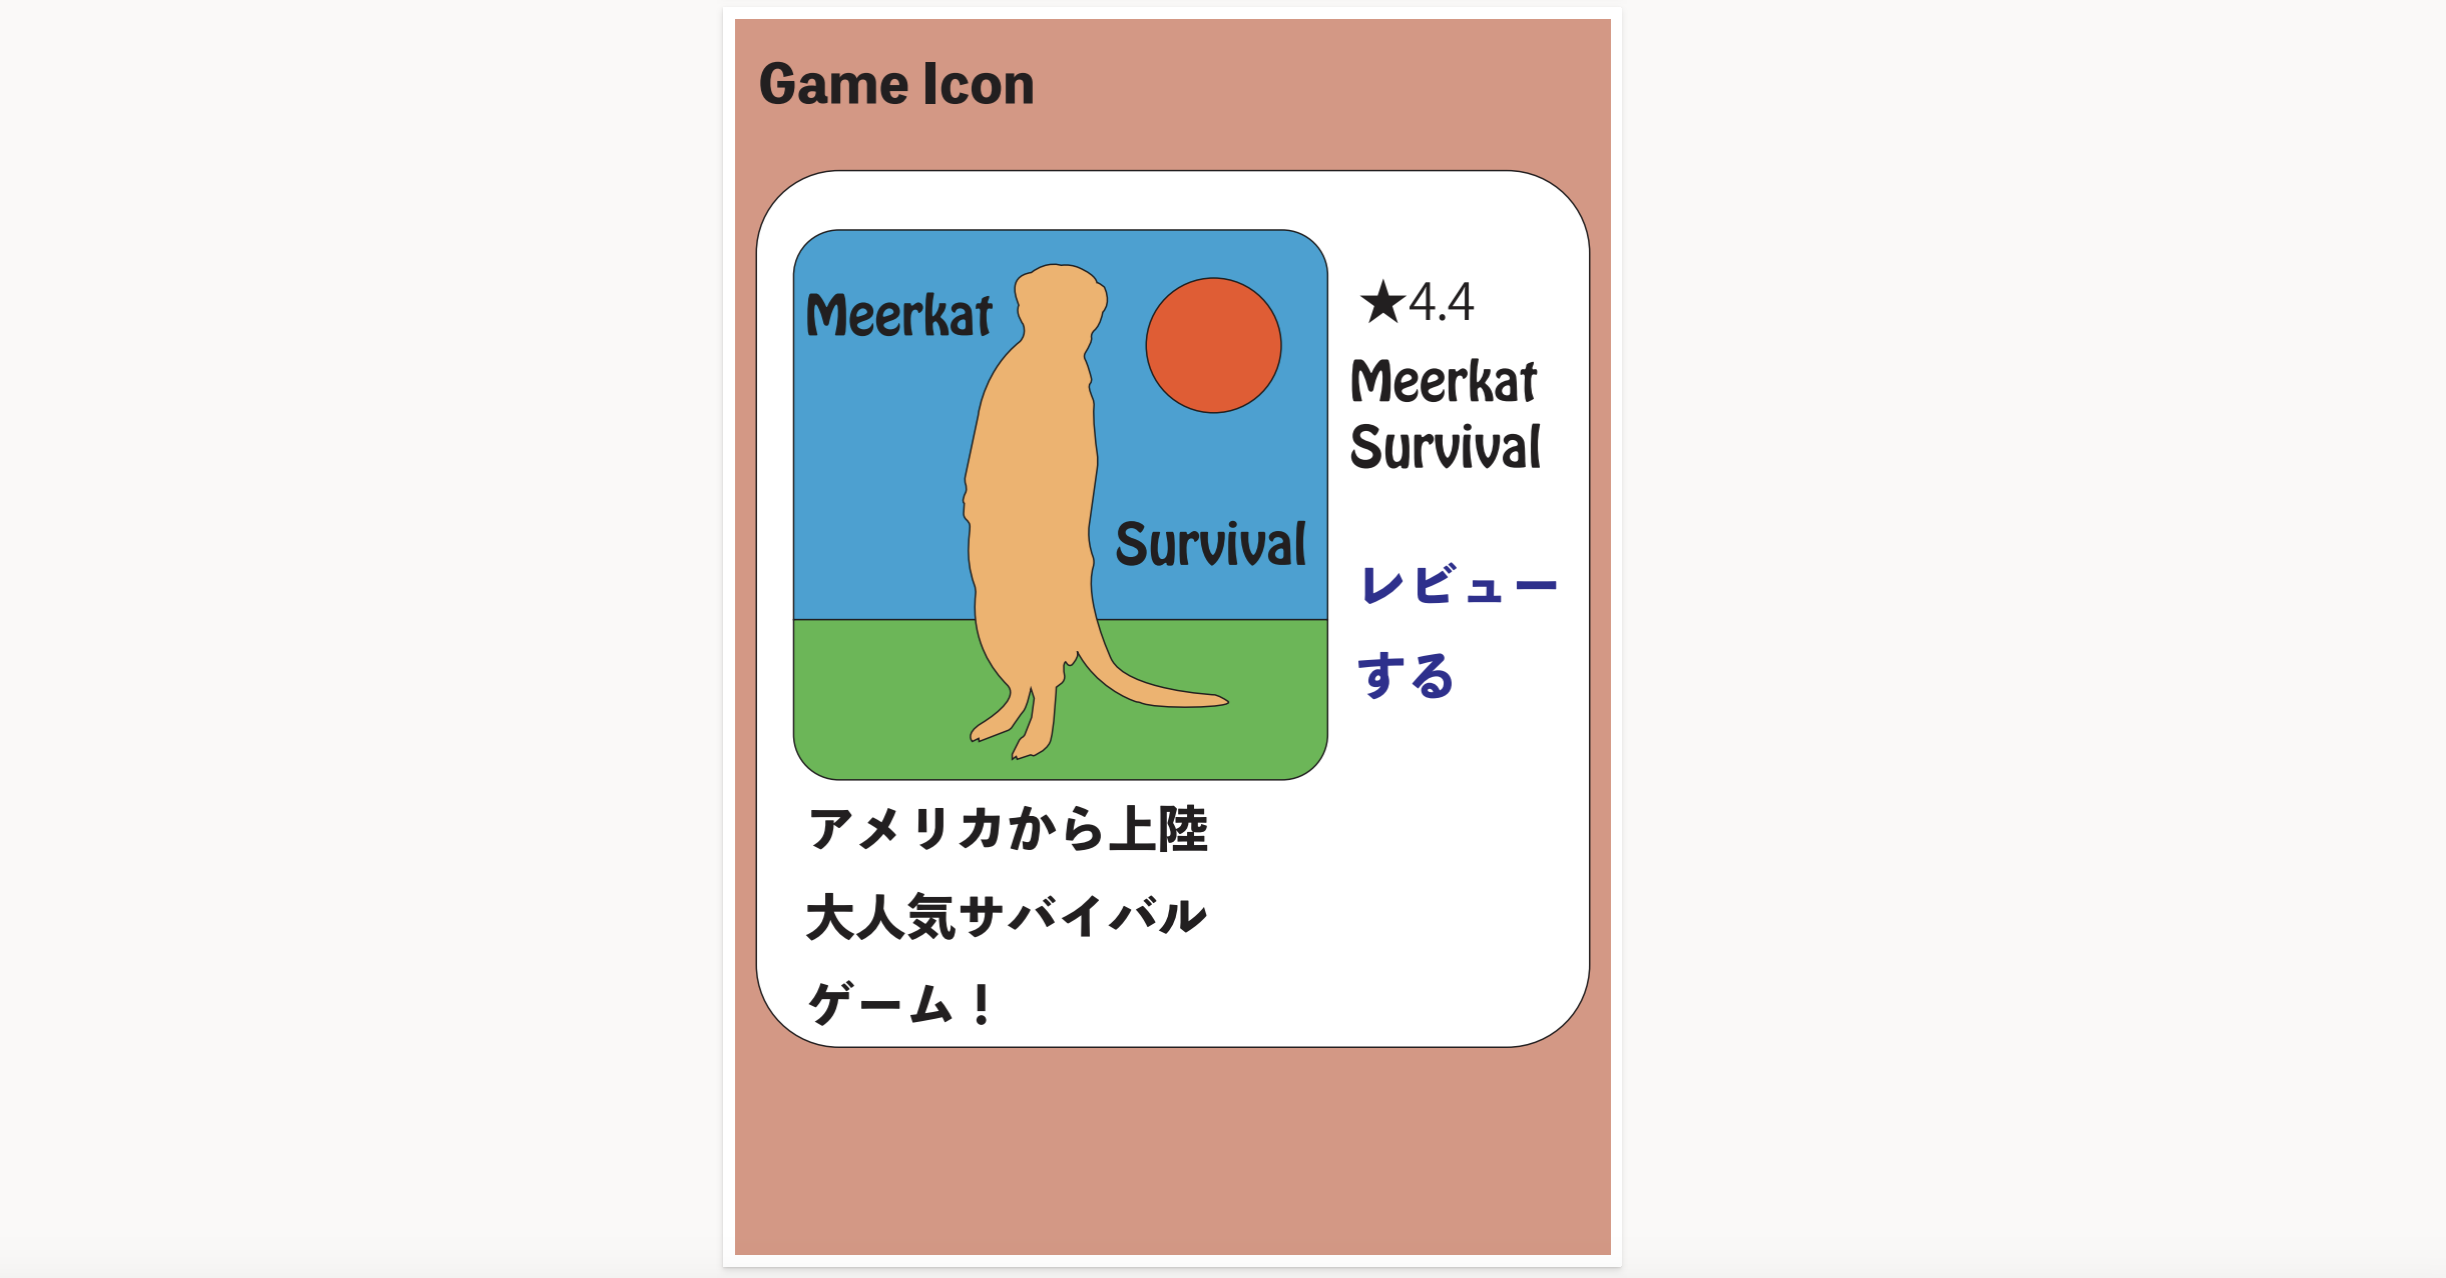 Game Icon
Meerkat
Survival
★4.4
Meerkat
Survival
レビュー
する
アメリカから上陸
大人気サバイバル
ゲーム！